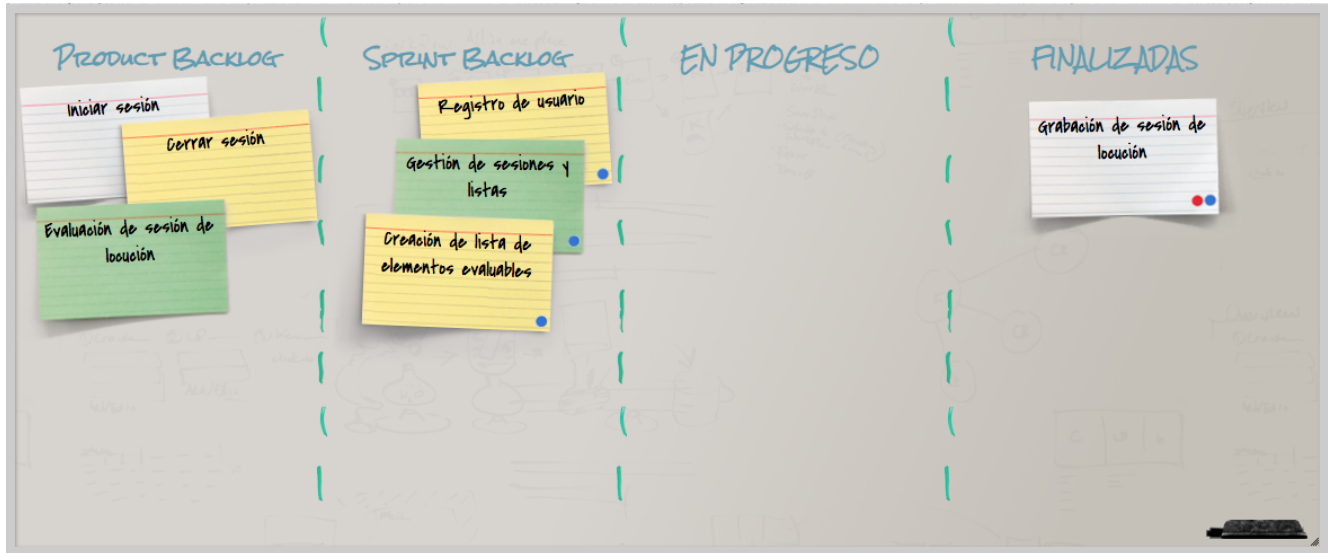 PRODUCT BACKLOG
Iniciar sesión
Cerrar sesión
Evaluación de sesión de
locución
SPRINT BACKLOG
Registro de usuario
Gestión de sesiones y
listas
Creación de lista de
elementos evaluables
EN PROGRESO
FINALIZADAS
Grabación de sesión de
locución